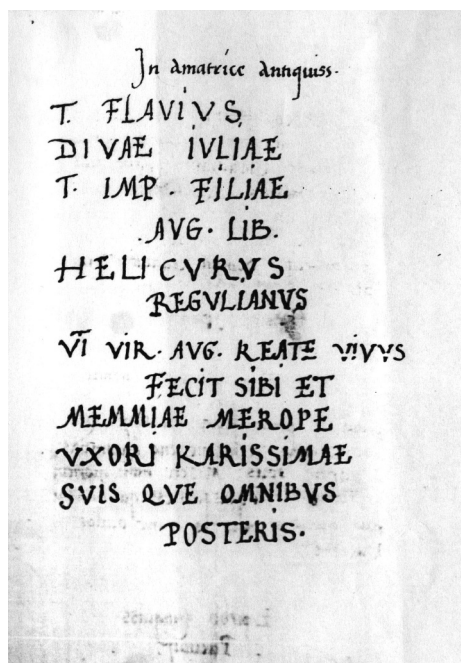 In amatrice antiquiss.
T. FLAVIVS
DIVAE IVLIAE
T. IMP. FILIAE
AVG. LIB.
HELICVRVS
REGVLIANVS
VI VIR. AVG. REATE VIVVS
FECIT SIBI ET
MEMMIAE MEROPE
VXORI KARISSIMAE
SVIS QVE OMNIBVS
POSTERIS.